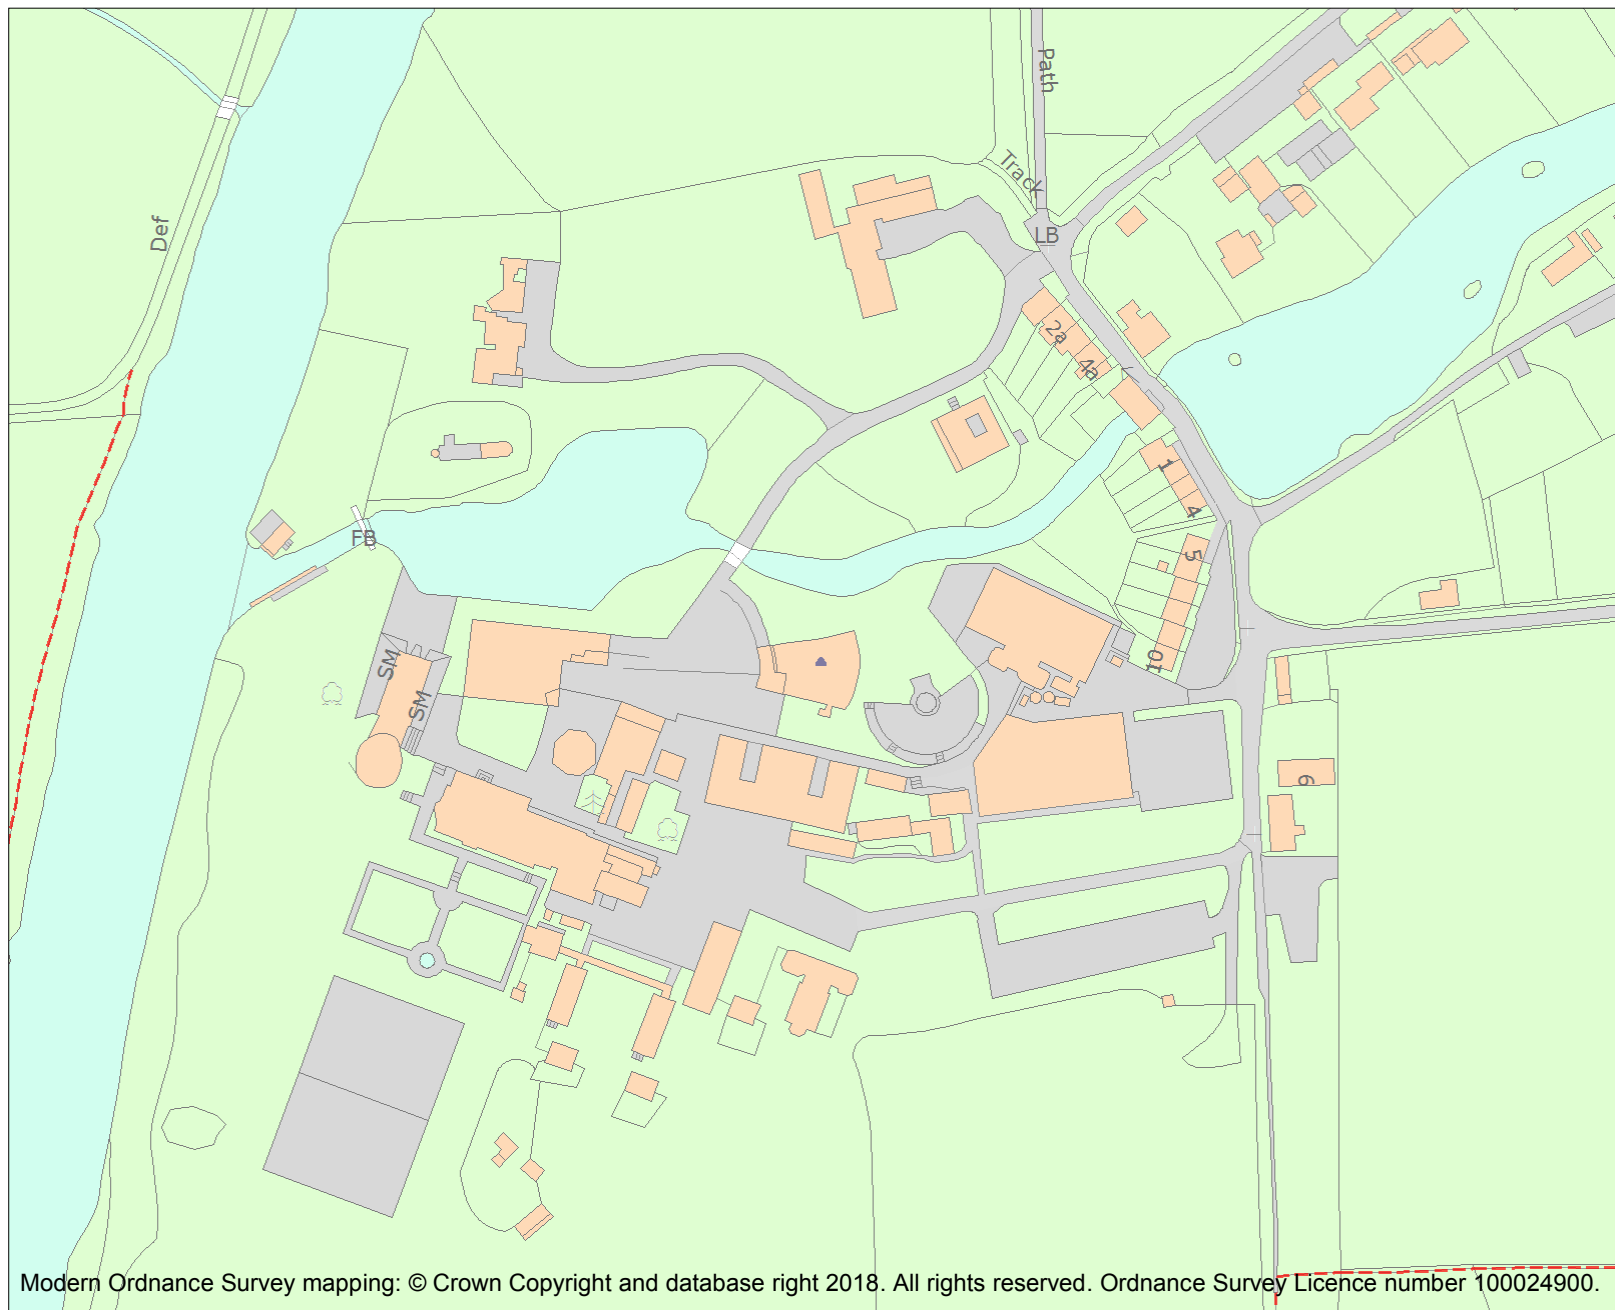 Path
Track
Def
LB
2a
4a
1
4
FB
5
SM
10
SM
6
Modern Ordnance Survey mapping: © Crown Copyright and database right 2018. All rights reserved. Ordnance Survey Licence number 100024900.